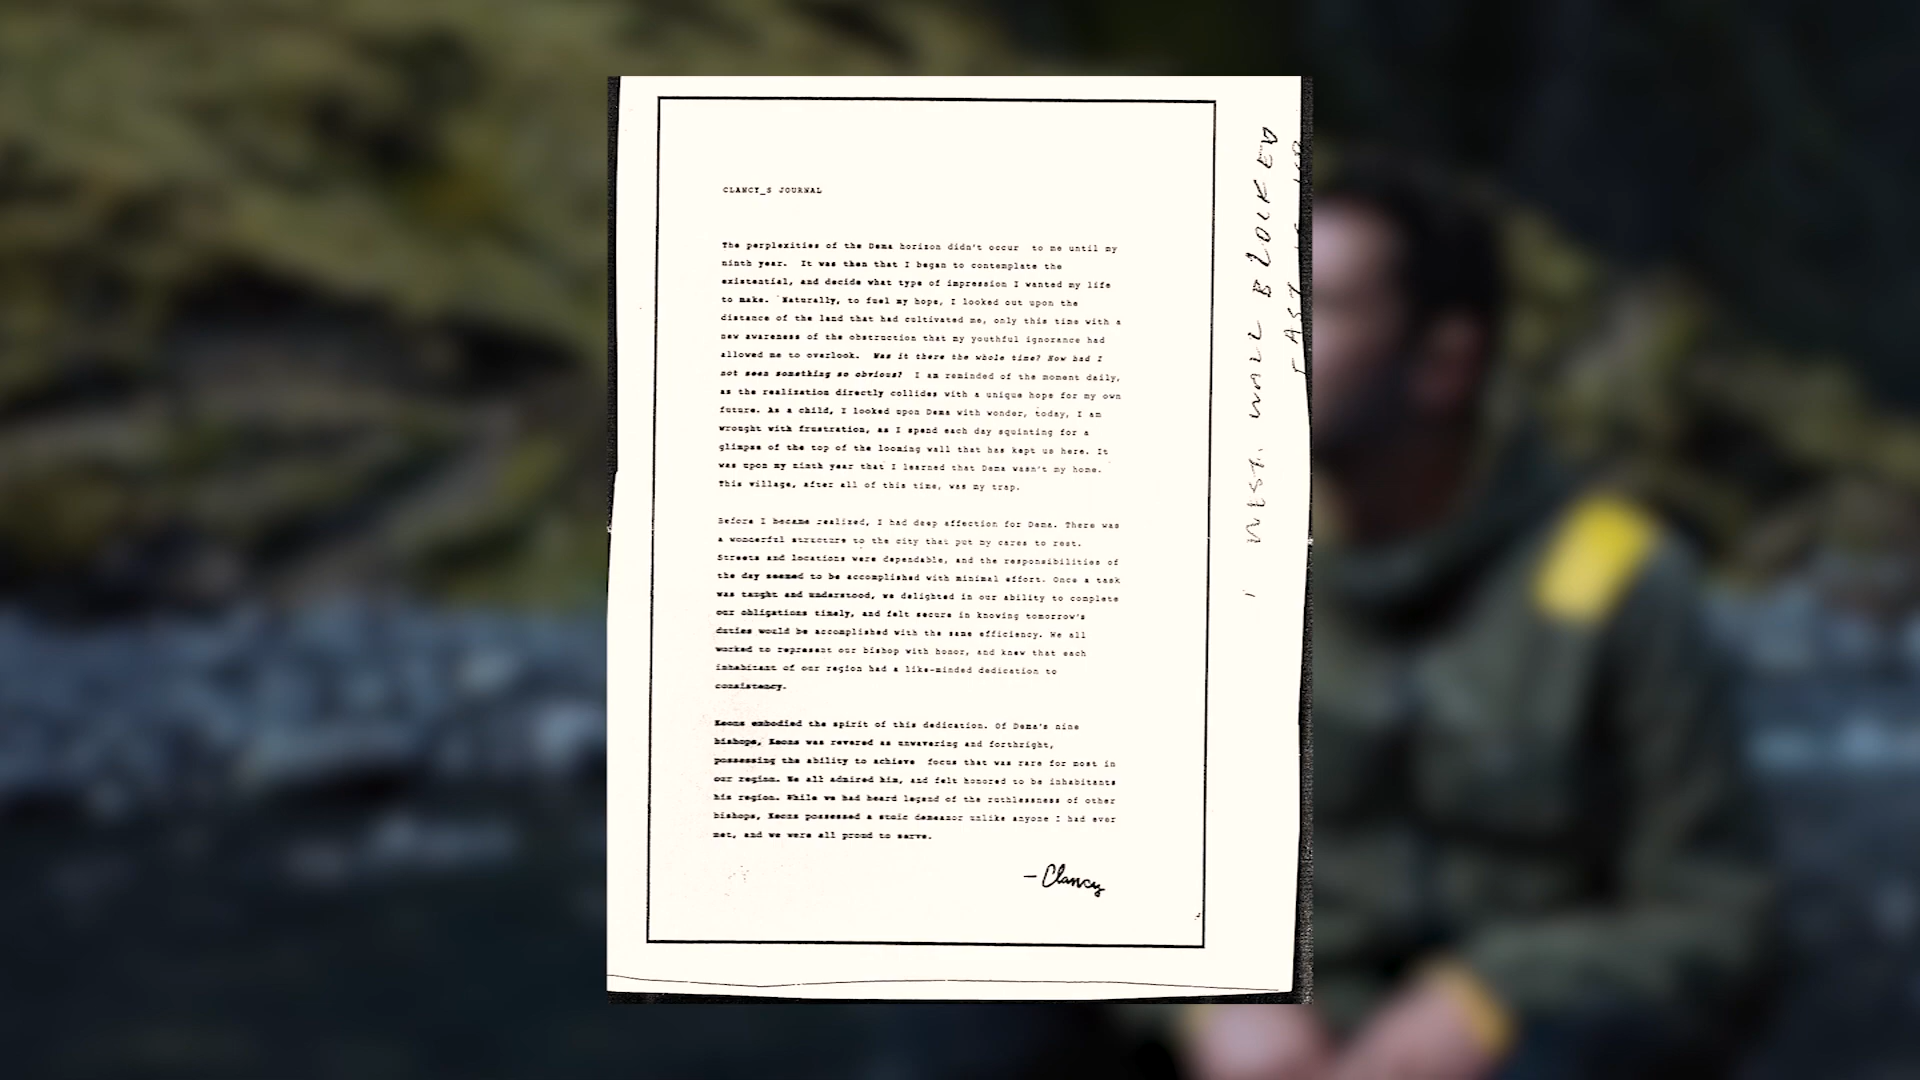 CLANCY_S JOURNAL
The perplexities of the Dema horizon didn't occur to me until my
ninth year. It was then that I began to contemplate the
existential, and decide what type of impression I wanted my life
to make. Naturally, to fuel my hope, I looked out upon the
distance of the land that had cultivated me, only this time with a
new awareness of the obstruction that my youthful ignorance had
allowed me to overlook. Was it there the whole time? How had I
not seen something so obvious? I am reminded of the moment daily,
as the realization directly collides with a unique hope for my own
future. As a child, I looked upon Dema with wonder, today, I am
wrought with frustration, as I spend each day squinting for a
glimpse of the top of the looming wall that has kept us here. It
was upon my ninth year that I learned that Dema wasn't my home.
This village, after all of this time, was my trap.
Before I became realized, I had deep affection for Dema. There was
a wonderful structure to the city that put my cares to rest.
Streets and locations were dependable, and the responsibilities of
the day seemed to be accomplished with minimal effort. Once a task
was taught and understood, we delighted in our ability to complete
our obligations timely, and felt secure in knowing tomorrow's
duties would be accomplished with the same efficiency. We all
worked to represent our bishop with honor, and knew that each
inhabitant of our region had a like-minded dedication to
consistency.
Keons embodied the spirit of this dedication. Of Dema's nine
bishops, Keons was revered as unwavering and forthright,
possessing the ability to achieve focus that was rare for most in
our region. We all admired him, and felt honored to be inhabitants
his region. While we had heard legend of the ruthlessness of other
bishops, Keons possessed a stoic demeanor unlike anyone I had ever
met, and we were all proud to serve.
— Clancy
WEST. WALL BLOCKED